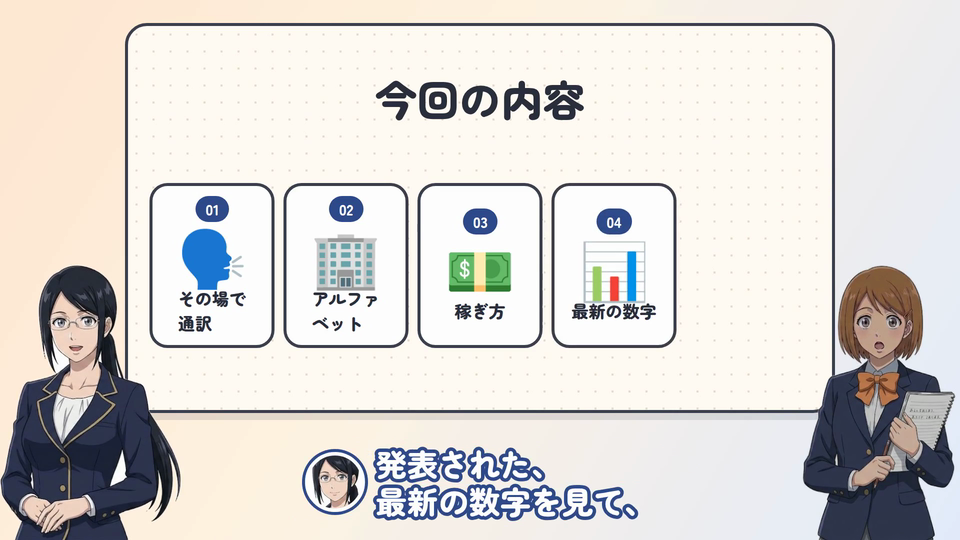 今回の内容
01
その場で
通訳
02
アルファ
ベット
03
稼ぎ方
04
最新の数字
発表された、
最新の数字を見て、